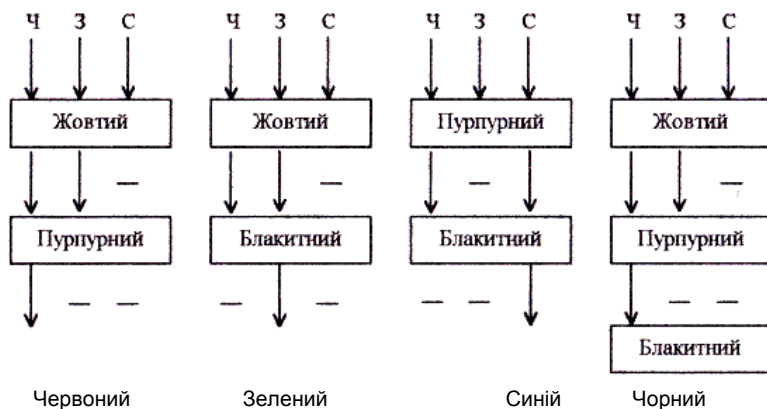 Ч З С Ч З С Ч З С Ч З С
Жовтий Жовтий Пурпурний Жовтий
Пурпурний Блакитний Блакитний Пурпурний
Блакитний
Червоний Зелений Синій Чорний